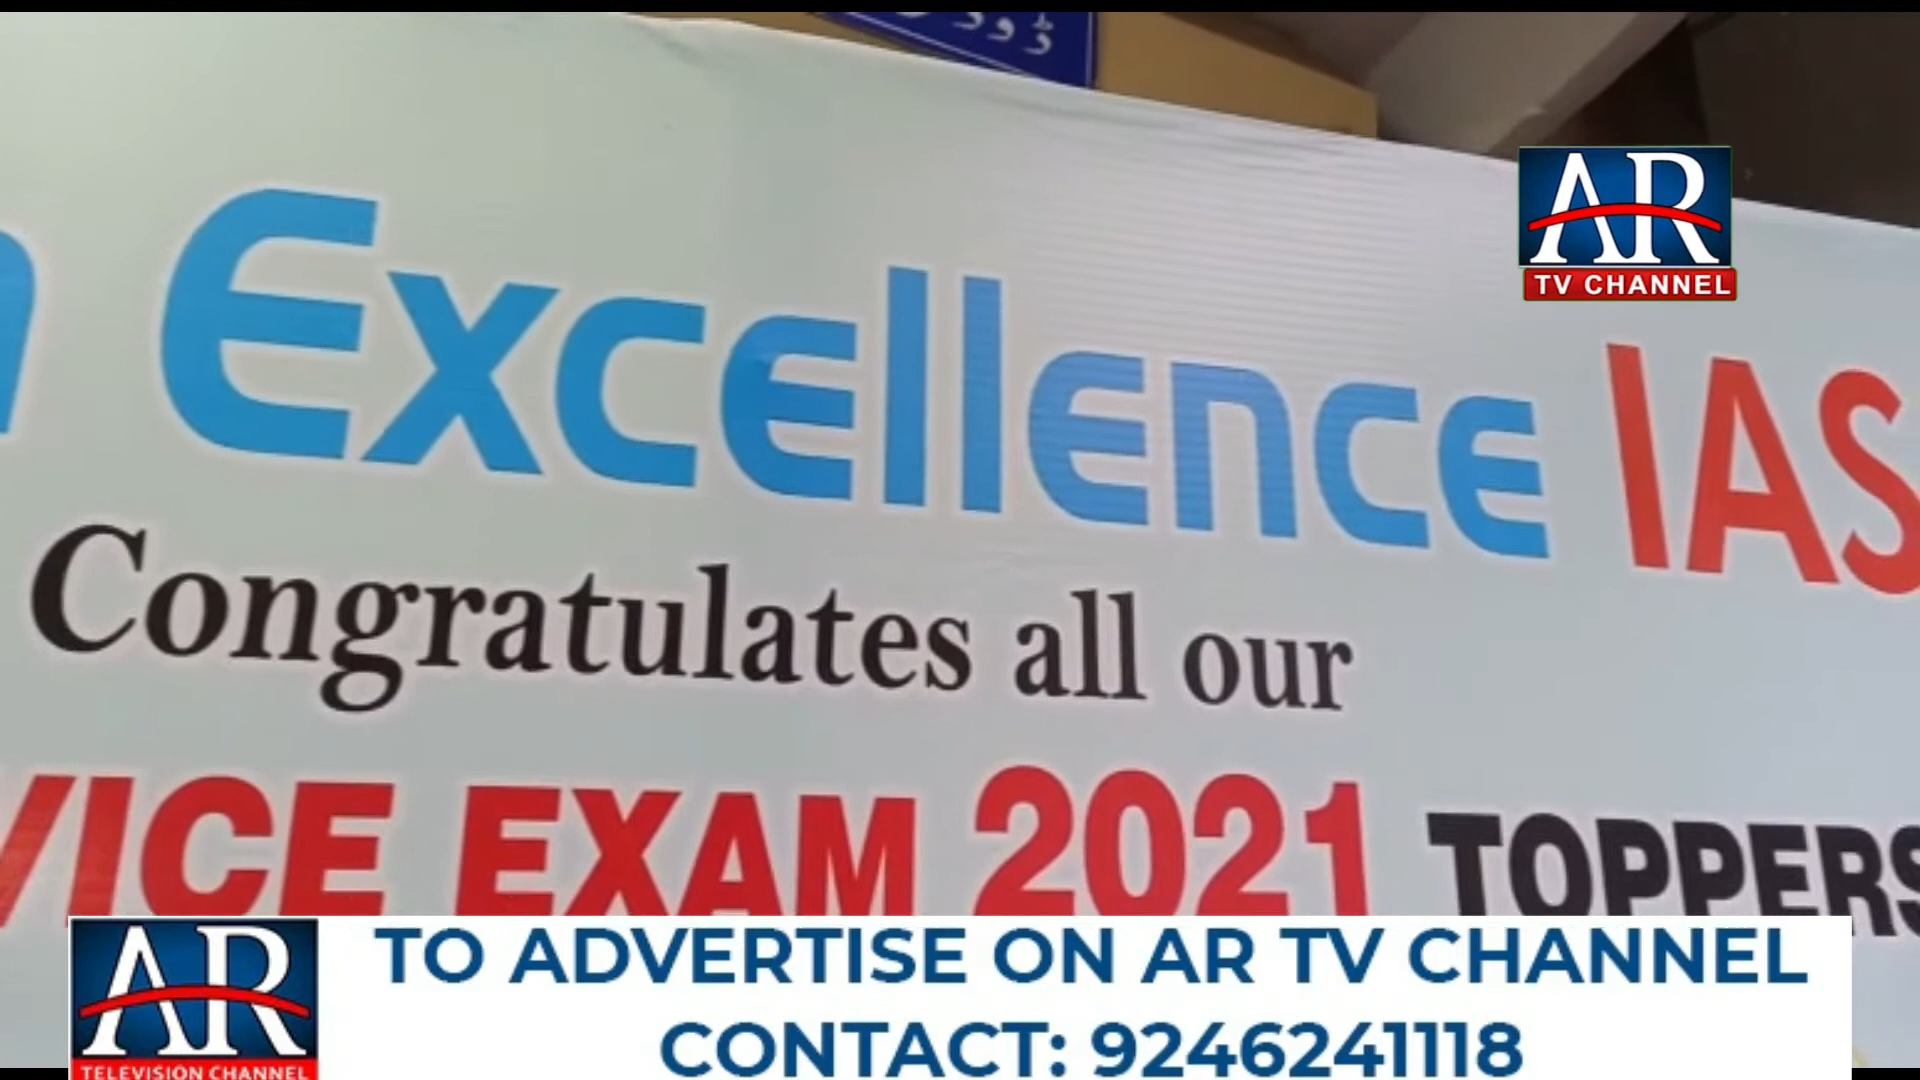 AR
TV CHANNEL
Excellence IAS
Congratulates all our
VICE EXAM 2021 TOPPERS
AR
TELEVISION CHANNEL
TO ADVERTISE ON AR TV CHANNEL
CONTACT: 9246241118